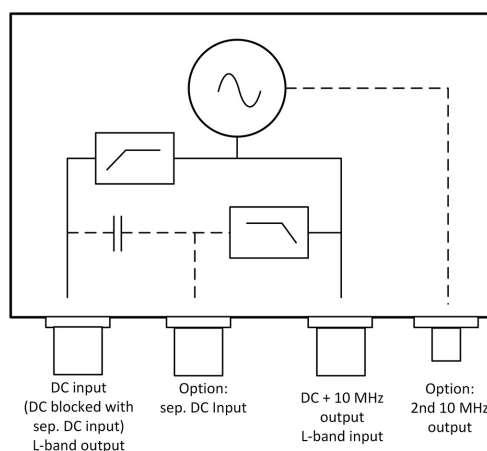 DC input
(DC blocked with
sep. DC input)
L-band output
Option:
sep. DC Input
DC + 10 MHz
output
L-band input
Option:
2nd 10 MHz
output